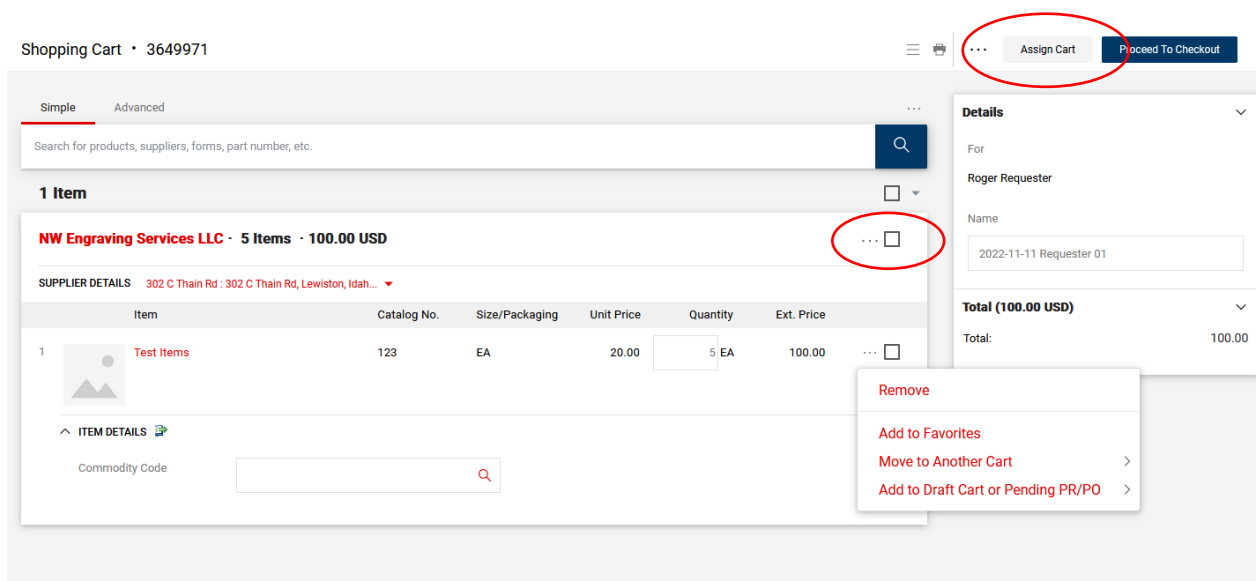 Shopping Cart • 3649971
... Assign Cart Proceed To Checkout
Simple Advanced ...
Search for products, suppliers, forms, part number, etc.
1 Item
NW Engraving Services LLC · 5 Items · 100.00 USD ...
SUPPLIER DETAILS 302 C Thain Rd : 302 C Thain Rd, Lewiston, Idah...
Item Catalog No. Size/Packaging Unit Price Quantity Ext. Price
1 Test Items 123 EA 20.00 5 EA 100.00 ...
ITEM DETAILS
Commodity Code
Remove
Add to Favorites
Move to Another Cart
Add to Draft Cart or Pending PR/PO
Details
For
Roger Requester
Name
2022-11-11 Requester 01
Total (100.00 USD)
Total: 100.00